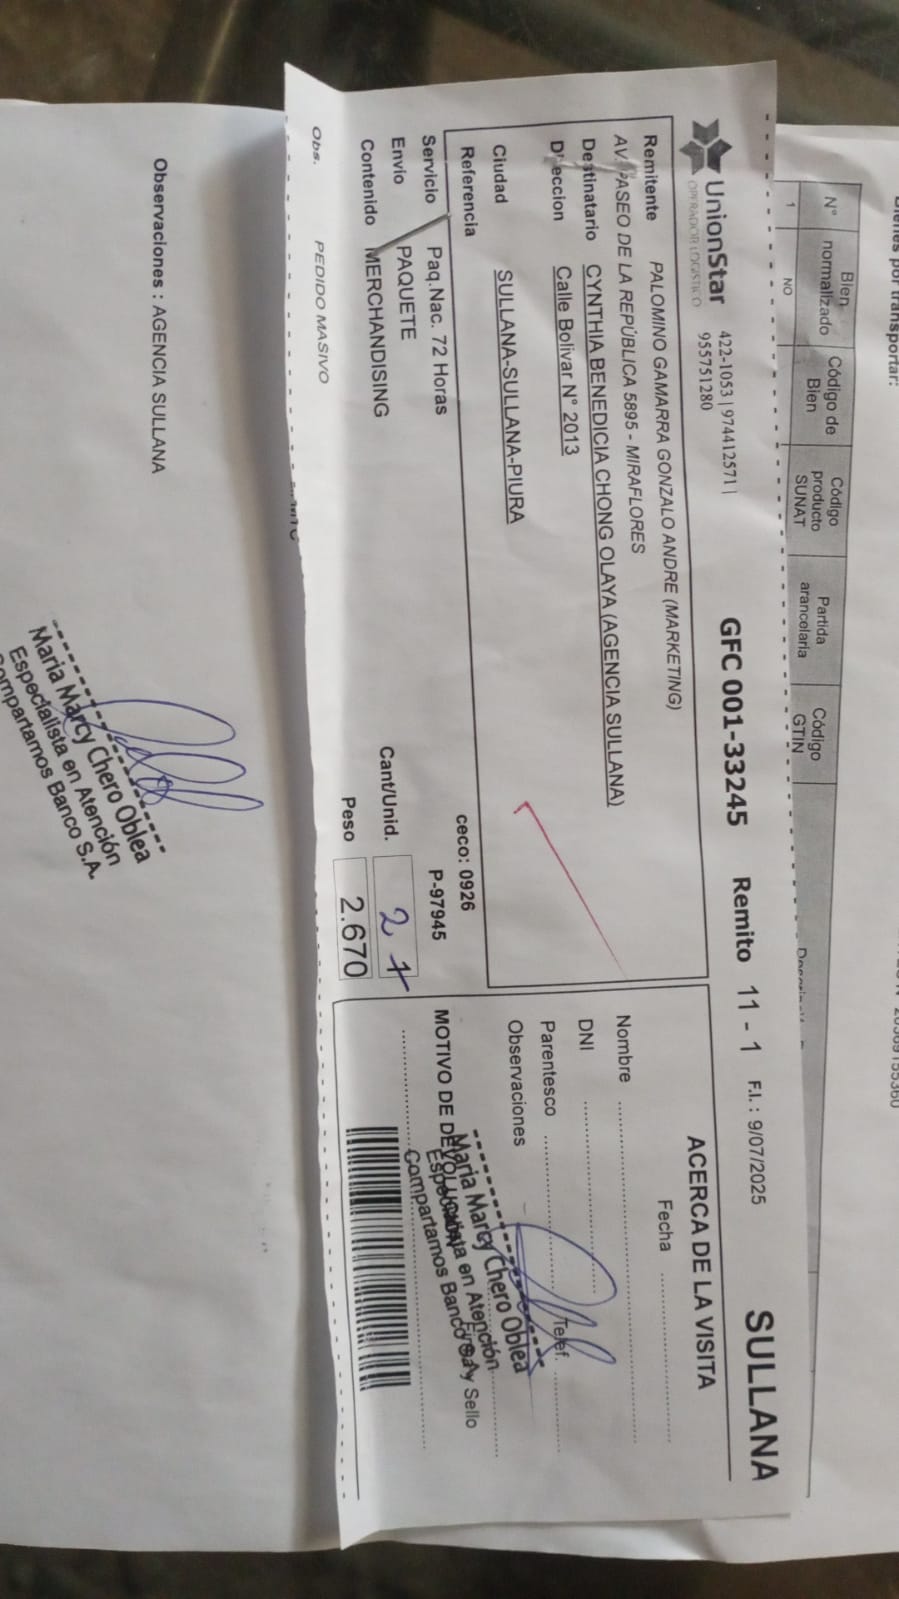 Bienes por transportar:
N°
Bien normalizado
Código de Bien
Código producto SUNAT
Partida arancelaria
Código GTIN
1
NO
UnionStar
OPERADOR LOGISTICO
422-1053 | 974412571 |
955751280
GFC 001-33245
Remito 11 - 1
F.I. : 9/07/2025
SULLANA
Remitente PALOMINO GAMARRA GONZALO ANDRE (MARKETING)
AV. PASEO DE LA REPÚBLICA 5895 - MIRAFLORES
Destinatario CYNTHIA BENEDICIA CHONG OLAYA (AGENCIA SULLANA)
Direccion Calle Bolivar N° 2013
Ciudad SULLANA-SULLANA-PIURA
Referencia
ceco: 0926
Servicio Paq.Nac. 72 Horas
P-97945
Envio PAQUETE
Cant/Unid. 2
Contenido MERCHANDISING
Peso 2.670
Obs. PEDIDO MASIVO
ACERCA DE LA VISITA
Fecha
Nombre
DNI
Parentesco
Telef.
Observaciones
MOTIVO DE DEVOLUCION
y Sello
Maria Marcy Chero Oblea
Especialista en Atención
Compartamos Banco S.A.
Observaciones : AGENCIA SULLANA
Maria Marcy Chero Oblea
Especialista en Atención
Compartamos Banco S.A.